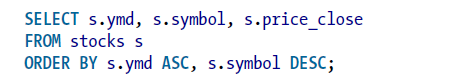 SELECT s.ymd, s.symbol, s.price_close
FROM stocks s
ORDER BY s.ymd ASC, s.symbol DESC;